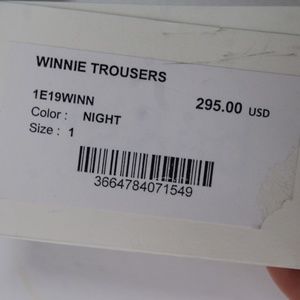 WINNIE TROUSERS
1E19WINN 295.00 USD
Color : NIGHT
Size : 1
3664784071549